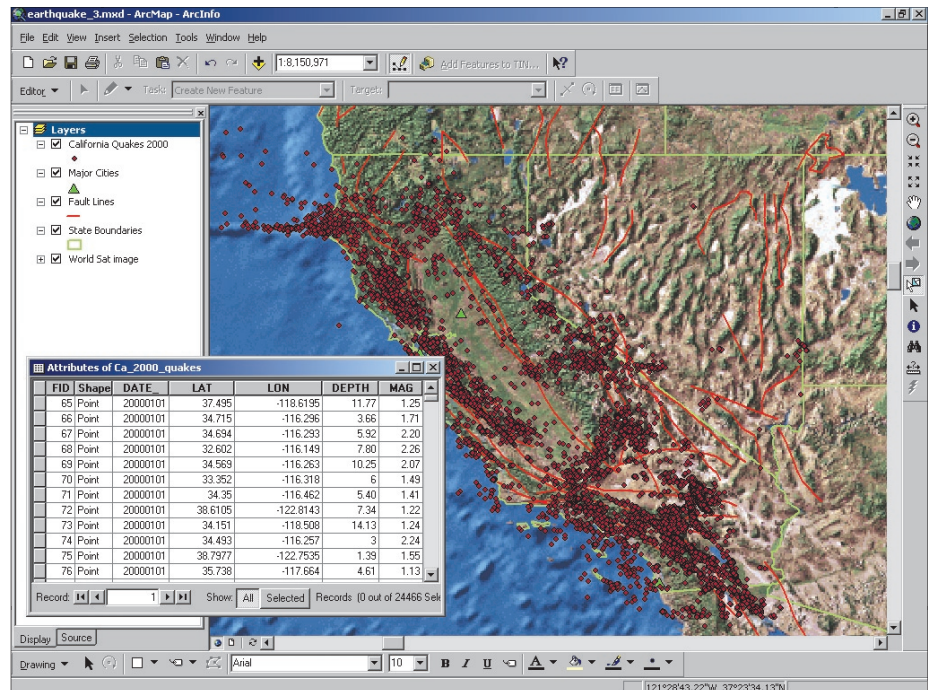 earthquake_3.mxd - ArcMap - ArcInfo
File Edit View Insert Selection Tools Window Help
1:8,150,971 Add Features to TIN...
Editor Task: Create New Feature Target:
Layers
California Quakes 2000
Major Cities
Fault Lines
State Boundaries
World Sat image
Attributes of Ca_2000_quakes
FID Shape DATE_ LAT LON DEPTH MAG
65 Point 20000101 37.495 -118.6195 11.77 1.25
66 Point 20000101 34.715 -116.296 3.66 1.71
67 Point 20000101 34.694 -116.293 5.92 2.20
68 Point 20000101 32.602 -116.149 7.80 2.26
69 Point 20000101 34.569 -116.263 10.25 2.07
70 Point 20000101 33.352 -116.318 6 1.49
71 Point 20000101 34.35 -116.462 5.40 1.41
72 Point 20000101 38.6105 -122.8143 7.34 1.22
73 Point 20000101 34.151 -118.508 14.13 1.24
74 Point 20000101 34.493 -116.257 3 2.24
75 Point 20000101 38.7977 -122.7535 1.39 1.55
76 Point 20000101 35.738 -117.664 4.61 1.13
Record: 1 Show: All Selected Records (0 out of 24466 Sele
Display Source
Drawing Arial 10 B I U A
121°28'43.22"W 37°23'34.13"N